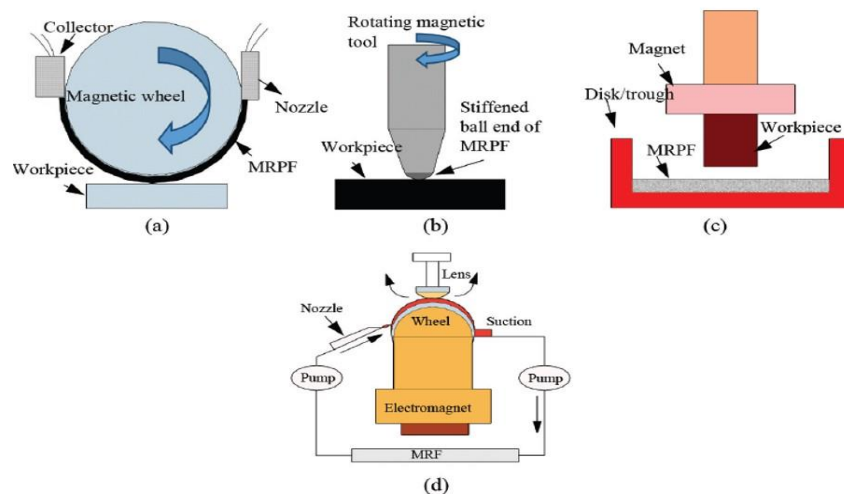 Collector
Magnetic wheel
Nozzle
MRPF
Workpiece
(a)
Rotating magnetic
tool
Stiffened
ball end of
MRPF
Workpiece
(b)
Magnet
Disk/trough
Workpiece
MRPF
(c)
Lens
Nozzle
Wheel
Suction
Pump
Pump
Electromagnet
MRF
(d)